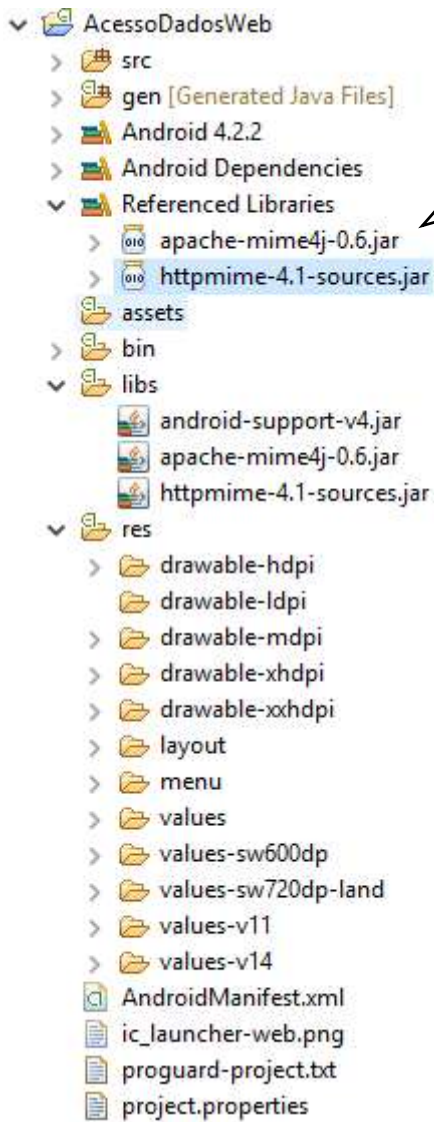 AcessoDadosWeb
src
gen [Generated Java Files]
Android 4.2.2
Android Dependencies
Referenced Libraries
apache-mime4j-0.6.jar
httpmime-4.1-sources.jar
assets
bin
libs
android-support-v4.jar
apache-mime4j-0.6.jar
httpmime-4.1-sources.jar
res
drawable-hdpi
drawable-ldpi
drawable-mdpi
drawable-xhdpi
drawable-xxhdpi
layout
menu
values
values-sw600dp
values-sw720dp-land
values-v11
values-v14
AndroidManifest.xml
ic_launcher-web.png
proguard-project.txt
project.properties